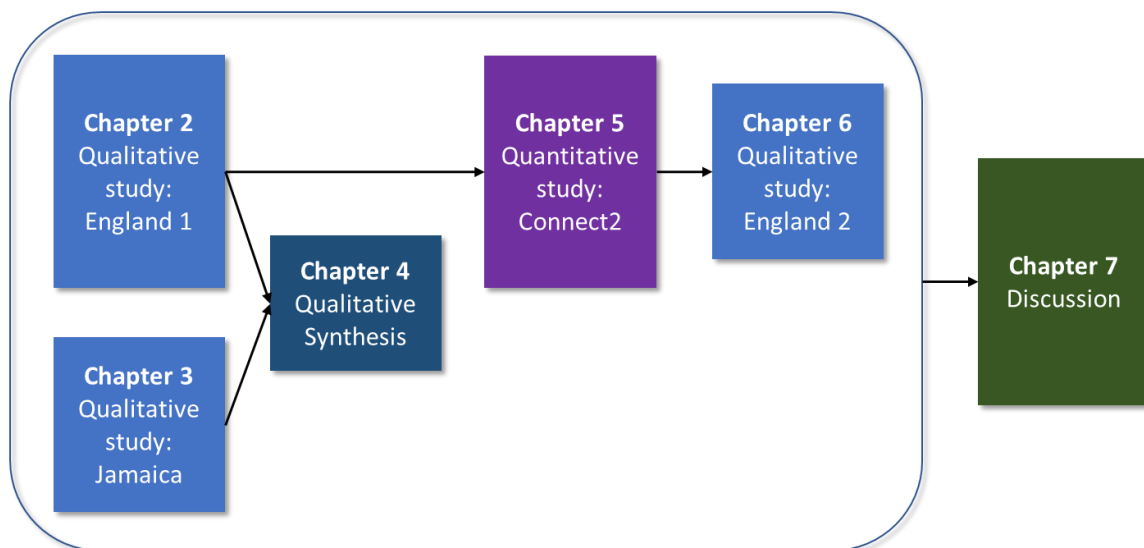 Chapter 2
Qualitative
study:
England 1
Chapter 3
Qualitative
study:
Jamaica
Chapter 4
Qualitative
Synthesis
Chapter 5
Quantitative
study:
Connect2
Chapter 6
Qualitative
study:
England 2
Chapter 7
Discussion